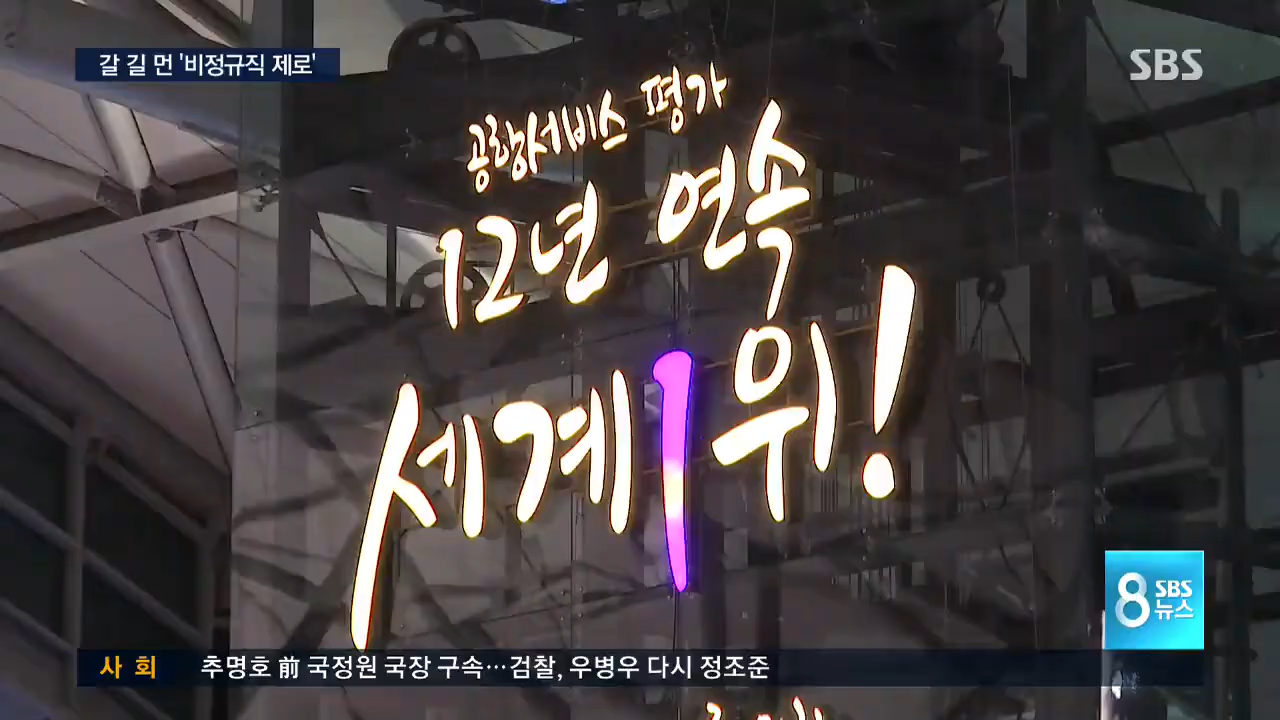 갈 길 먼 '비정규직 제로'
SBS
공항서비스 평가
12년 연속
세계 1위!
8 SBS 뉴스
사 회 추명호 前 국정원 국장 구속…검찰, 우병우 다시 정조준